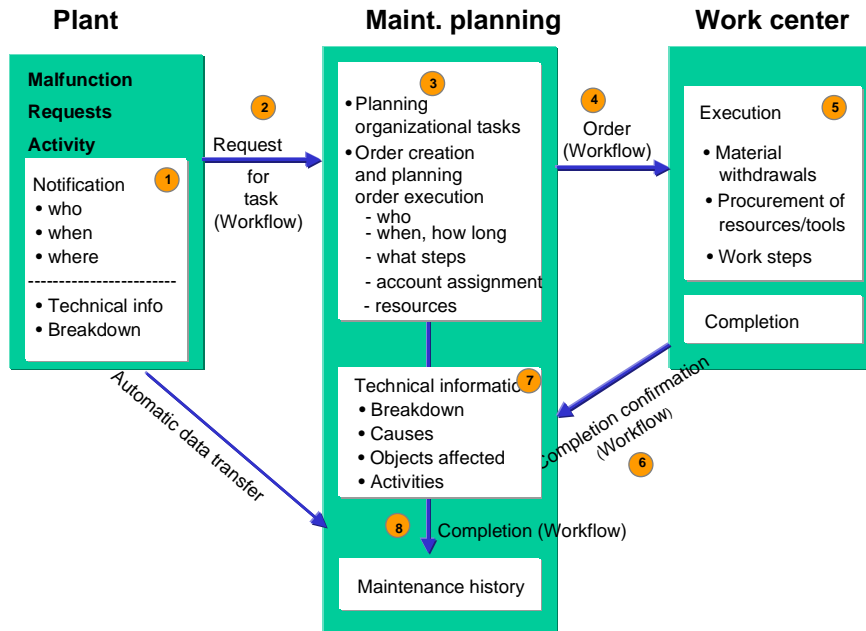 Plant
Maint. planning
Work center
Malfunction
Requests
Activity
Notification
1
• who
• when
• where
------------------------
• Technical info
• Breakdown
2
Request
for
task
(Workflow)
3
• Planning
organizational tasks
• Order creation
and planning
order execution
- who
- when, how long
- what steps
- account assignment
- resources
4
Order
(Workflow)
Execution
5
• Material
withdrawals
• Procurement of
resources/tools
• Work steps
Completion
Automatic data transfer
Technical informatio
7
• Breakdown
• Causes
• Objects affected
• Activities
Completion confirmation
(Workflow)
6
8
Completion (Workflow)
Maintenance history